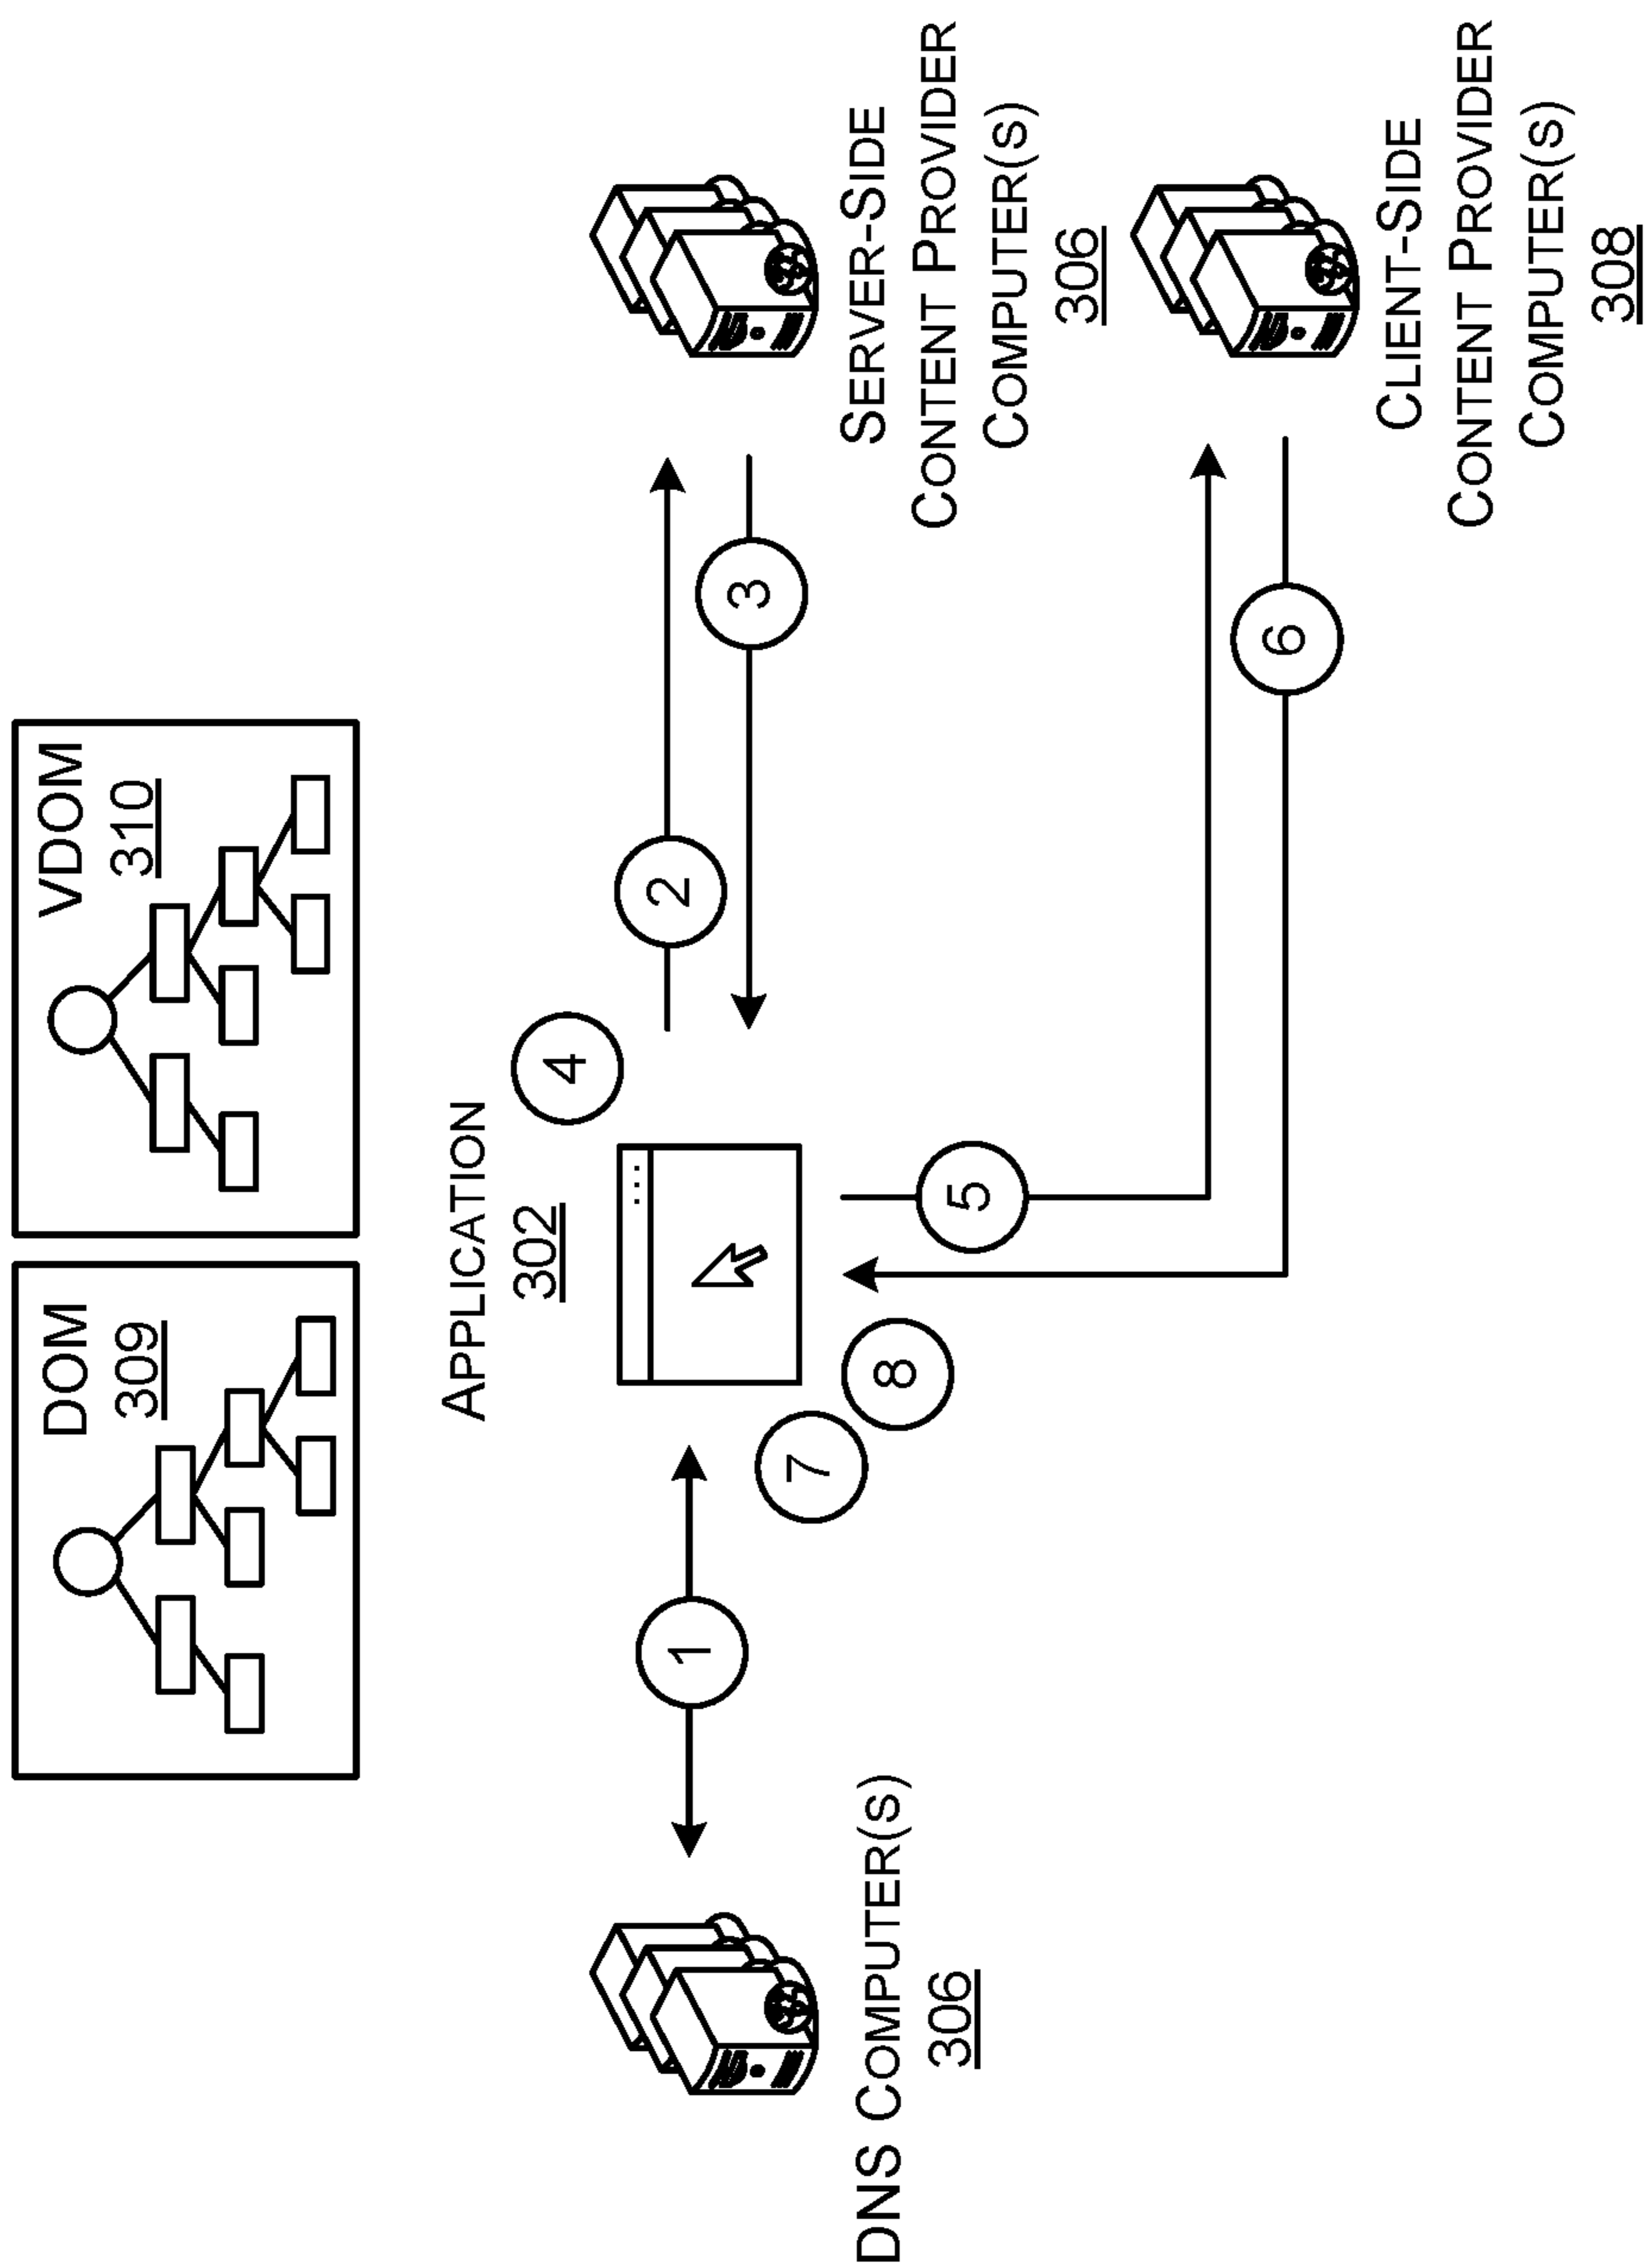 DOM
309
VDOM
310
APPLICATION
302
4
2
3
1
7
8
5
6
DNS COMPUTER(S)
306
SERVER-SIDE
CONTENT PROVIDER
COMPUTER(S)
306
CLIENT-SIDE
CONTENT PROVIDER
COMPUTER(S)
308